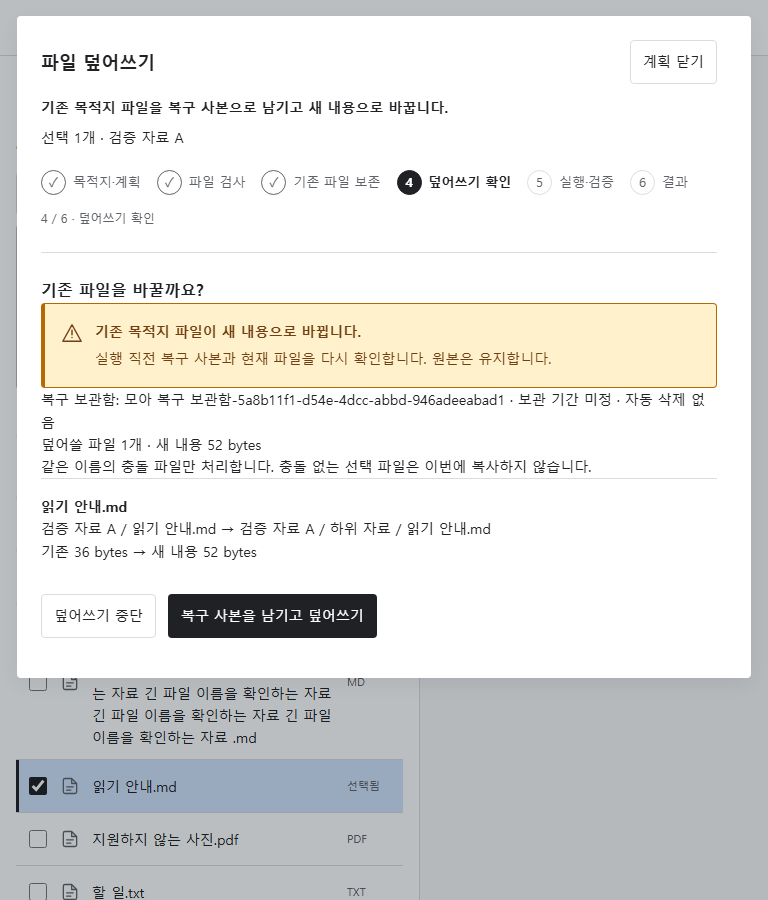 파일 덮어쓰기
계획 닫기
기존 목적지 파일을 복구 사본으로 남기고 새 내용으로 바꿉니다.
선택 1개 · 검증 자료 A
목적지·계획
파일 검사
기존 파일 보존
4 덮어쓰기 확인
5 실행·검증
6 결과
4 / 6 · 덮어쓰기 확인
기존 파일을 바꿀까요?
기존 목적지 파일이 새 내용으로 바뀝니다.
실행 직전 복구 사본과 현재 파일을 다시 확인합니다. 원본은 유지합니다.
복구 보관함: 모아 복구 보관함-5a8b11f1-d54e-4dcc-abbd-946adeeabad1 · 보관 기간 미정 · 자동 삭제 없
음
덮어쓸 파일 1개 · 새 내용 52 bytes
같은 이름의 충돌 파일만 처리합니다. 충돌 없는 선택 파일은 이번에 복사하지 않습니다.
읽기 안내.md
검증 자료 A / 읽기 안내.md → 검증 자료 A / 하위 자료 / 읽기 안내.md
기존 36 bytes → 새 내용 52 bytes
덮어쓰기 중단
복구 사본을 남기고 덮어쓰기
MD
는 자료 긴 파일 이름을 확인하는 자료
긴 파일 이름을 확인하는 자료 긴 파일
이름을 확인하는 자료 .md
읽기 안내.md
선택됨
지원하지 않는 사진.pdf
PDF
할 일.txt
TXT